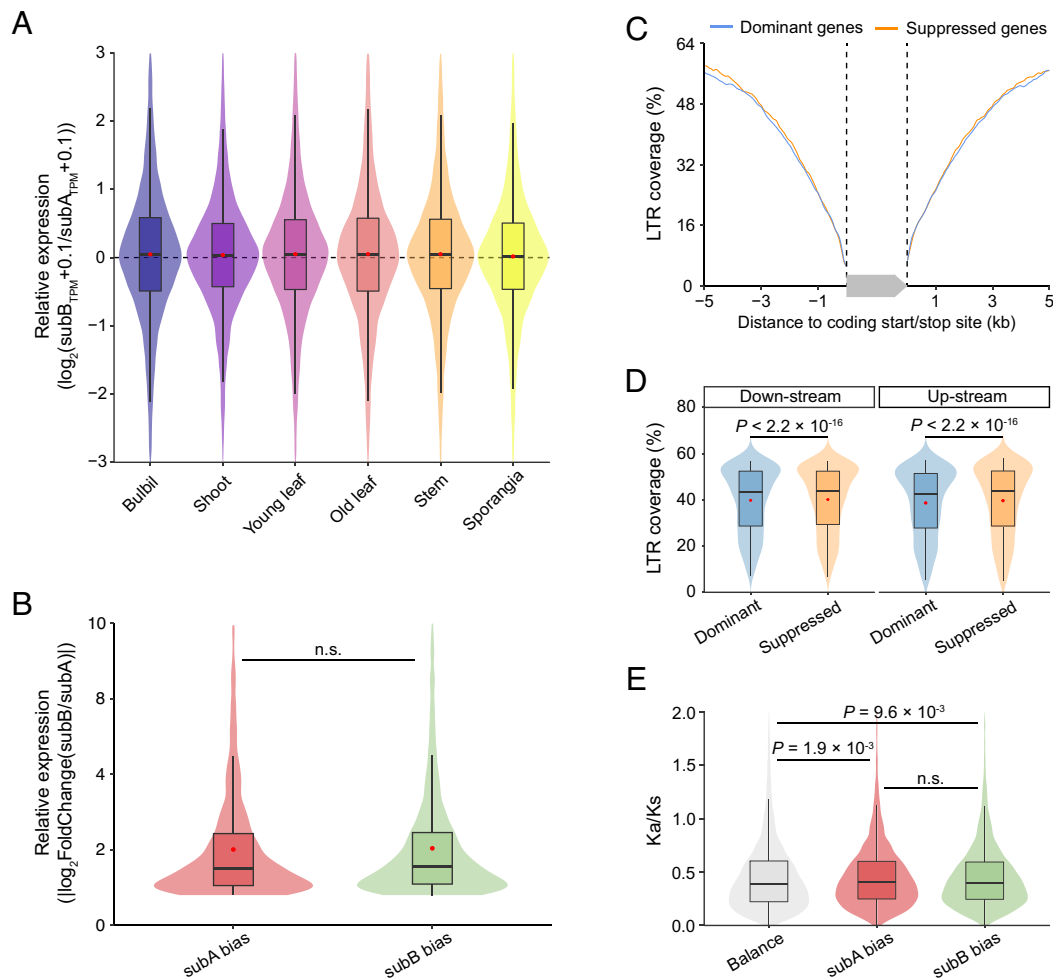 A
Relative expression
(log2(subB_TPM+0.1/subA_TPM+0.1))
3
2
1
0
−1
−2
−3
Bulbil
Shoot
Young leaf
Old leaf
Stem
Sporangia
B
Relative expression
(|log2FoldChange(subB/subA)|)
10
8
6
4
2
0
n.s.
subA bias
subB bias
C
Dominant genes
Suppressed genes
LTR coverage (%)
64
48
32
16
0
−5
−3
−1
1
3
5
Distance to coding start/stop site (kb)
D
Down-stream
Up-stream
LTR coverage (%)
80
60
40
20
0
P < 2.2 × 10-16
P < 2.2 × 10-16
Dominant
Suppressed
Dominant
Suppressed
E
Ka/Ks
2.0
1.5
1.0
0.5
0.0
P = 9.6 × 10-3
P = 1.9 × 10-3
n.s.
Balance
subA bias
subB bias